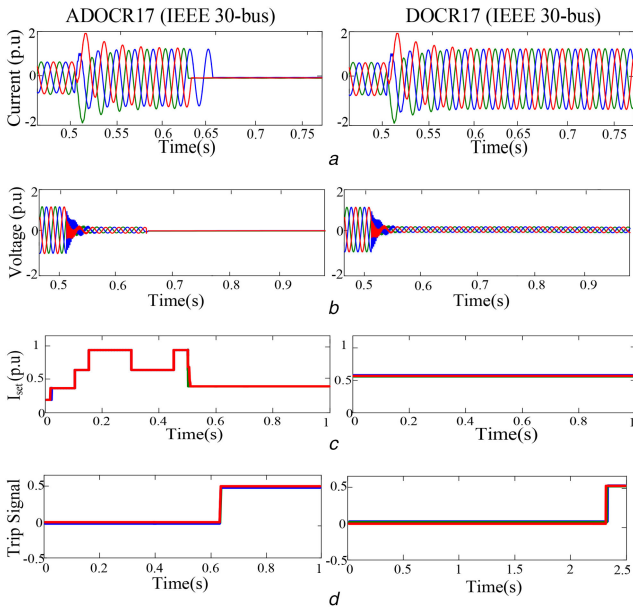 ADOCR17 (IEEE 30-bus) DOCR17 (IEEE 30-bus)
Current (p.u)
2
0
-2
0.5 0.55 0.6 0.65 0.7 0.75
Time(s)
0.5 0.55 0.6 0.65 0.7 0.75
Time(s)
a
Voltage (p.u)
2
0
-2
0.5 0.6 0.7 0.8 0.9
Time(s)
2
0
-2
0.5 0.6 0.7 0.8 0.9
Time(s)
b
Iset(p.u)
1
0.5
0
0 0.2 0.4 0.6 0.8 1
Time(s)
1
0.5
0
0 0.2 0.4 0.6 0.8 1
Time(s)
c
Trip Signal
0.5
0
-0.5
0 0.2 0.4 0.6 0.8 1
Time(s)
0.5
0
-0.5
0 0.5 1 1.5 2 2.5
Time(s)
d